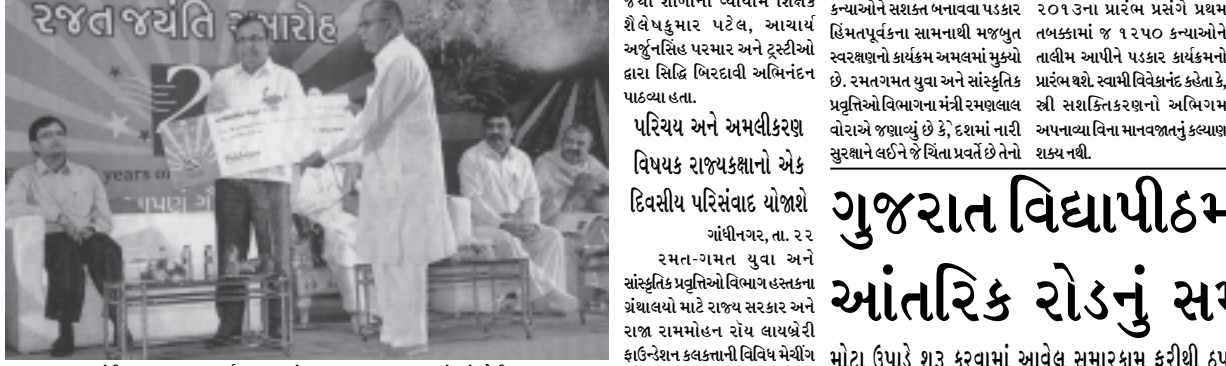 રજત જયંતિ સમારોહ
years of
શૈલેષકુમાર પટેલ, આચાર્ય
અર્જુનસિંહ પરમાર અને ટ્રસ્ટીઓ
દ્વારા સિદ્ધિ બિરદાવી અભિનંદન
પાઠવ્યા હતા.
પરિચય અને અમલીકરણ
વિષયક રાજ્યકક્ષાનો એક
દિવસીય પરિસંવાદ યોજાશે
ગાંધીનગર, તા. ૨૨
રમત-ગમત યુવા અને
સાંસ્કૃતિક પ્રવૃત્તિઓ વિભાગ હસ્તકના
ગ્રંથાલયો માટે રાજ્ય સરકાર અને
રાજા રામમોહન રૉય લાયબ્રેરી
ફાઉન્ડેશન કલકત્તાની વિવિધ મેચીંગ
કન્યાઓને સશક્ત બનાવવા પડકાર
હિંમતપૂર્વકના સામનાથી મજબુત
સ્વરક્ષણનો કાર્યક્રમ અમલમાં મુક્યો
છે. રમતગમત યુવા અને સાંસ્કૃતિક
પ્રવૃત્તિઓ વિભાગના મંત્રી રમણલાલ
વોરાએ જણાવ્યું છે કે, દેશમાં નારી
સુરક્ષાને લઈને જે ચિંતા પ્રવર્તે છે તેનો
૨૦૧૩ના પ્રારંભ પ્રસંગે પ્રથમ
તબક્કામાં જ ૧૨૫૦ કન્યાઓને
તાલીમ આપીને પડકાર કાર્યક્રમનો
પ્રારંભ થશે. સ્વામી વિવેકાનંદ કહેતા કે,
સ્ત્રી સશક્તિકરણનો અભિગમ
અપનાવ્યા વિના માનવજાતનું કલ્યાણ
શક્ય નથી.
ગુજરાત વિદ્યાપીઠમ
આંતરિક રોડનું સ
મોટા ઉપાડે શરૂ કરવામાં આવેલ સમારકામ ફરીથી ઠપ